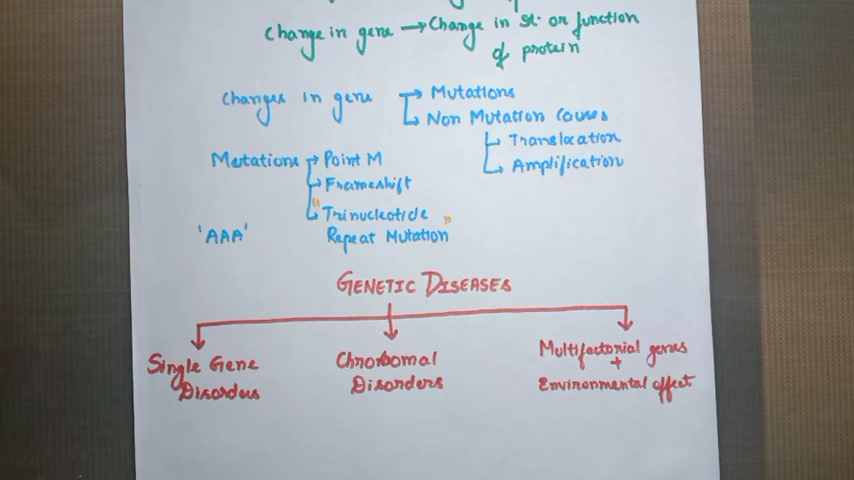 Change in gene → Change in St. or function
of protein
Changes in gene → Mutations
→ Non Mutation Causes
Translocation
Amplification
Mutations → Point M
→ Frameshift
"Trinucleotide
Repeat Mutation"
'AAA'
GENETIC DISEASES
Single Gene
Disorders
Chrosomal
Disorders
Multifactorial genes
+
Environmental effect